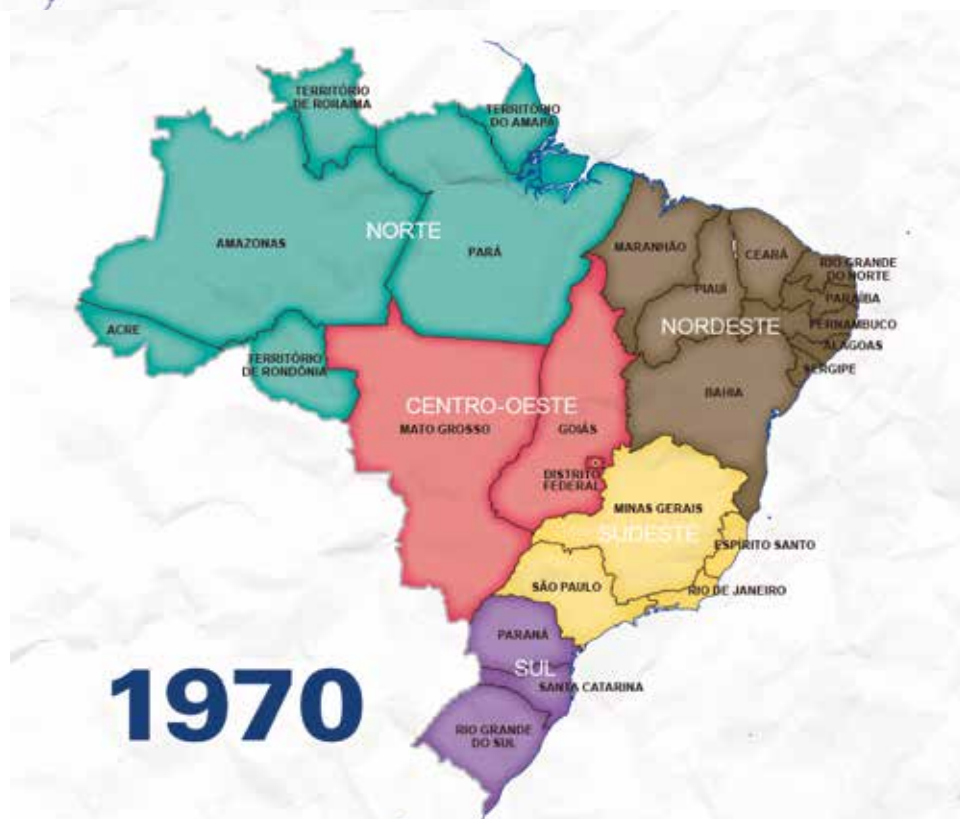 TERRITÓRIO
DE RORAIMA
TERRITÓRIO
DO AMAPÁ
NORTE
AMAZONAS
PARÁ
ACRE
TERRITÓRIO
DE RONDÔNIA
MARANHÃO
PIAUÍ
CEARÁ
RIO GRANDE
DO NORTE
PARAÍBA
PERNAMBUCO
ALAGOAS
SERGIPE
NORDESTE
BAHIA
CENTRO-OESTE
MATO GROSSO
GOIÁS
DISTRITO
FEDERAL
MINAS GERAIS
SUDESTE
ESPÍRITO SANTO
SÃO PAULO
RIO DE JANEIRO
PARANÁ
SUL
SANTA CATARINA
RIO GRANDE
DO SUL
1970